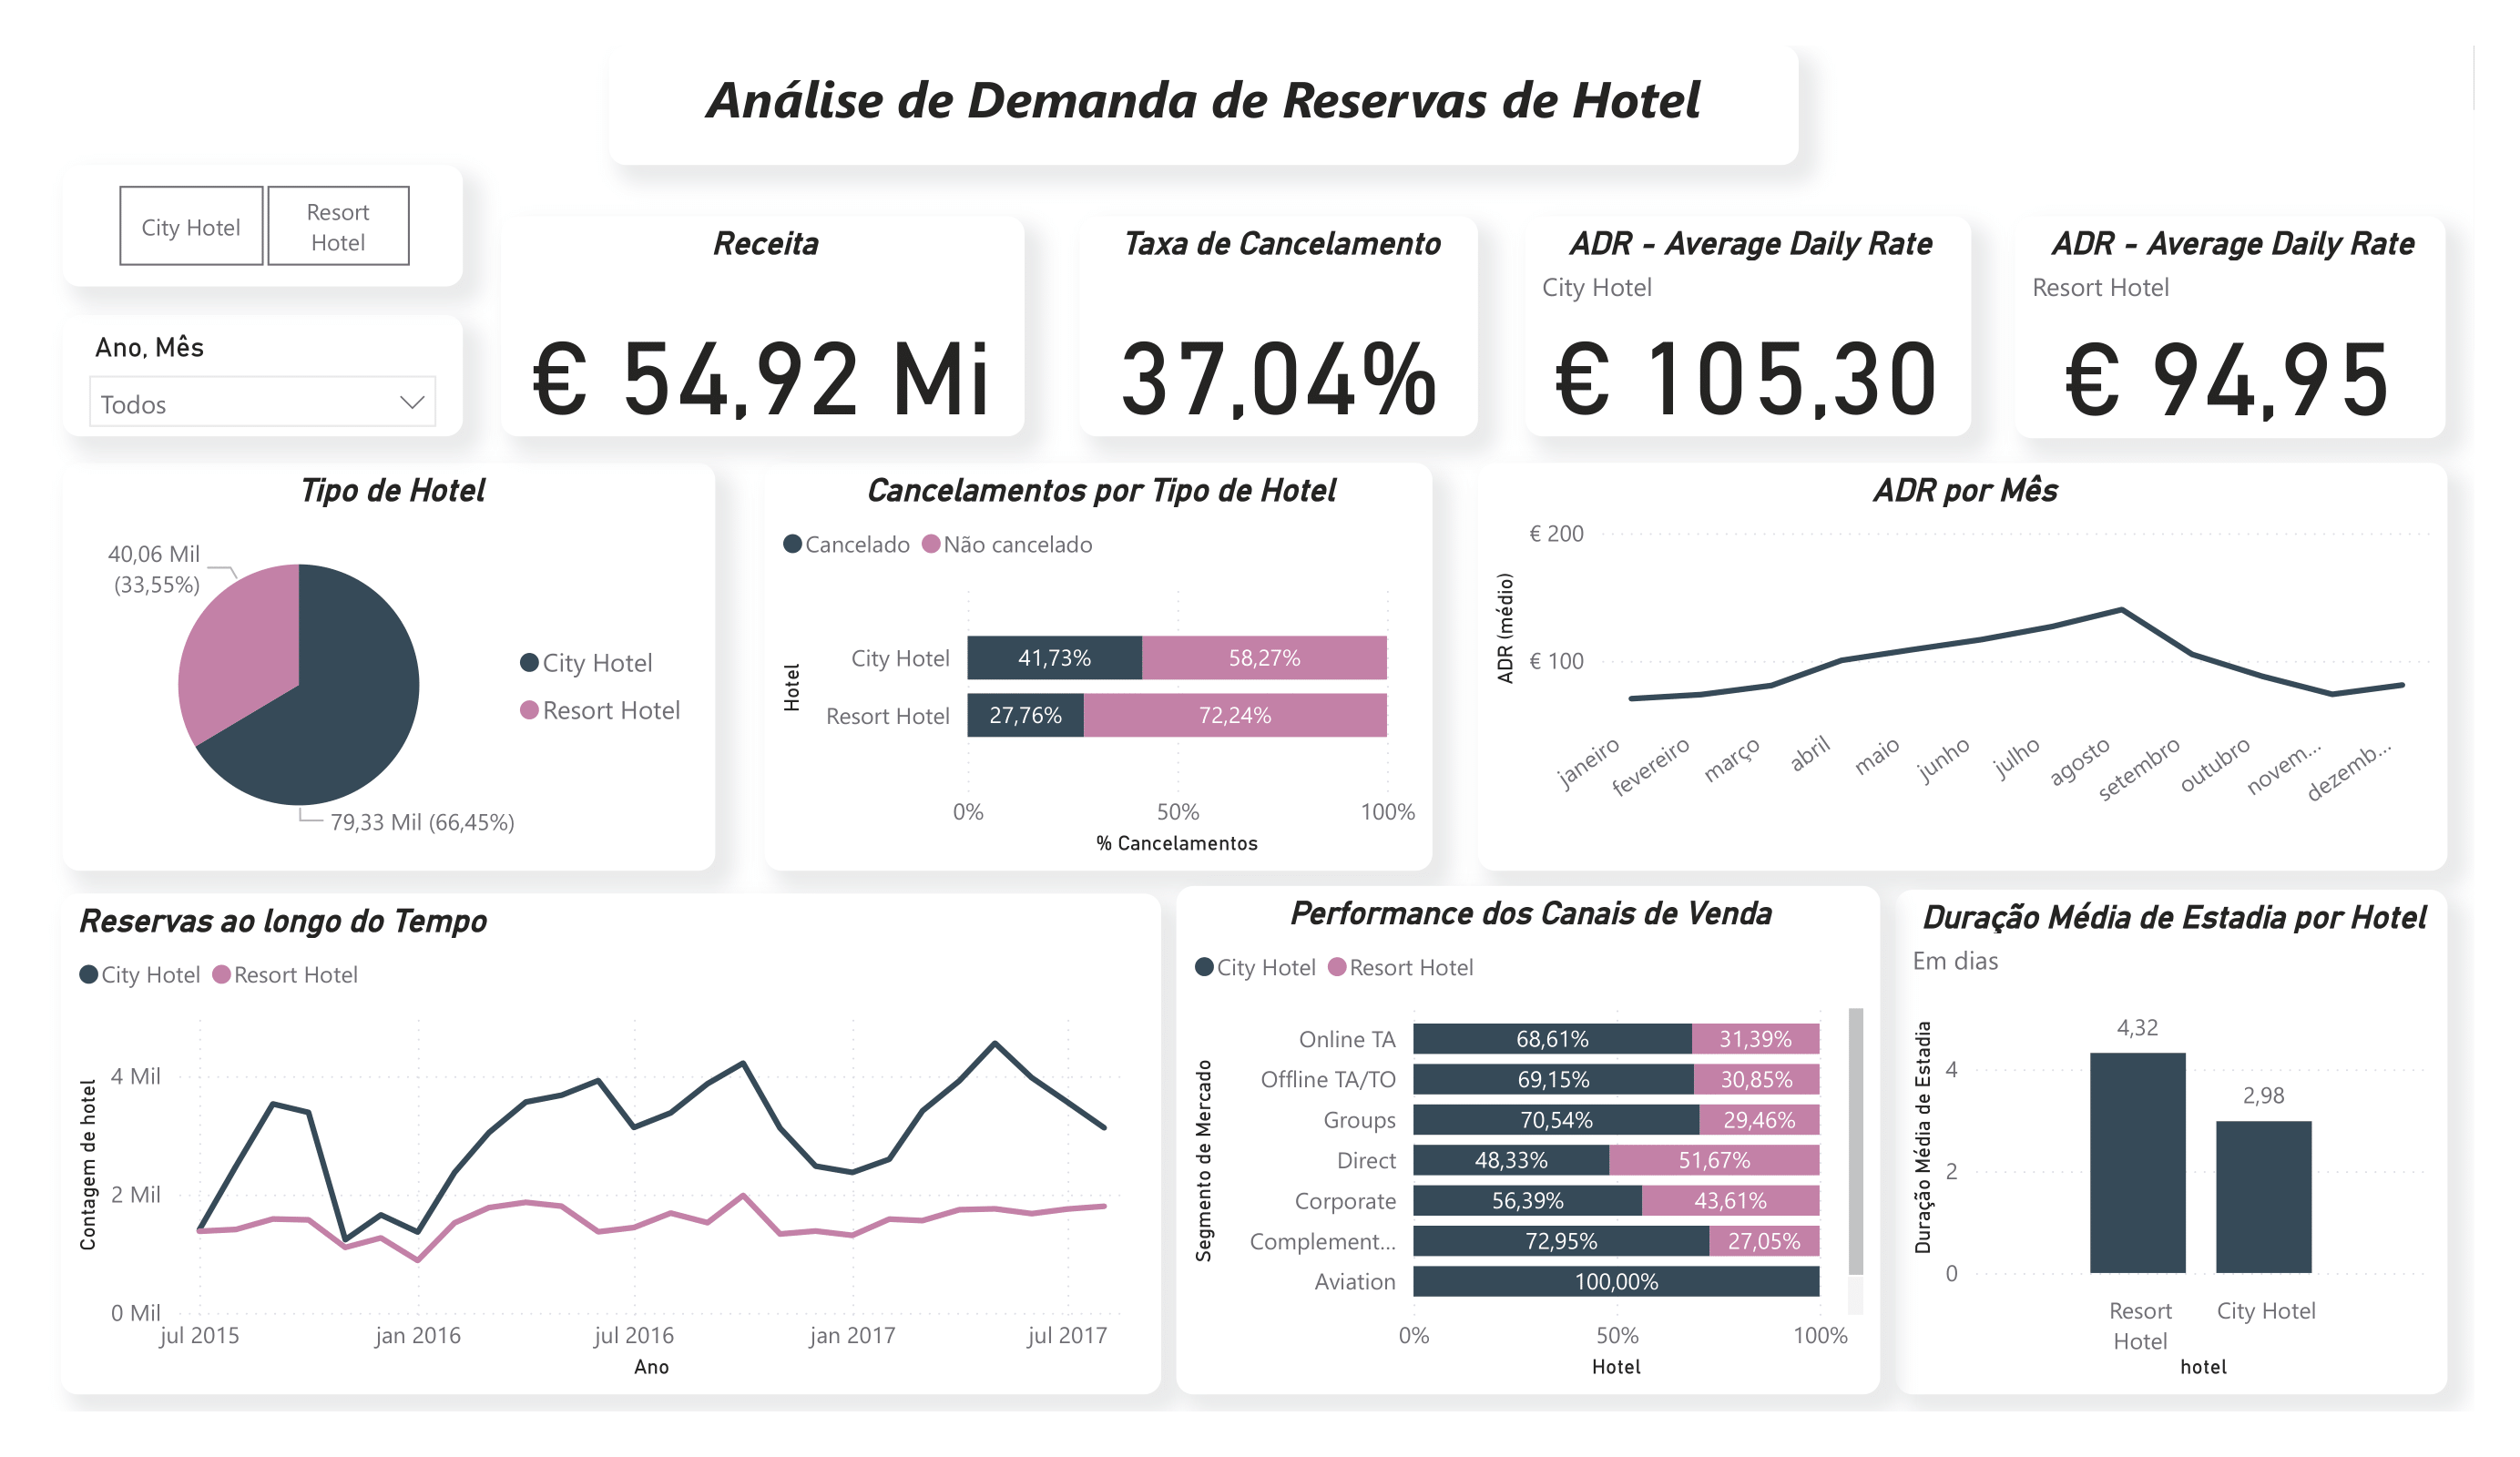 Análise de Demanda de Reservas de Hotel
City Hotel
Resort
Hotel
Ano, Mês
Todos
Receita
€ 54,92 Mi
Taxa de Cancelamento
37,04%
ADR - Average Daily Rate
City Hotel
€ 105,30
ADR - Average Daily Rate
Resort Hotel
€ 94,95
Tipo de Hotel
40,06 Mil
(33,55%)
79,33 Mil (66,45%)
City Hotel
Resort Hotel
Cancelamentos por Tipo de Hotel
Cancelado
Não cancelado
Hotel
City Hotel
41,73%
58,27%
Resort Hotel
27,76%
72,24%
0%
50%
100%
% Cancelamentos
ADR por Mês
ADR (médio)
€ 200
€ 100
janeiro
fevereiro
março
abril
maio
junho
julho
agosto
setembro
outubro
novem...
dezemb...
Reservas ao longo do Tempo
City Hotel
Resort Hotel
Contagem de hotel
4 Mil
2 Mil
0 Mil
jul 2015
jan 2016
jul 2016
jan 2017
jul 2017
Ano
Performance dos Canais de Venda
City Hotel
Resort Hotel
Segmento de Mercado
Online TA
68,61%
31,39%
Offline TA/TO
69,15%
30,85%
Groups
70,54%
29,46%
Direct
48,33%
51,67%
Corporate
56,39%
43,61%
Complement...
72,95%
27,05%
Aviation
100,00%
0%
50%
100%
Hotel
Duração Média de Estadia por Hotel
Em dias
Duração Média de Estadia
4
2
0
4,32
2,98
Resort
Hotel
City Hotel
hotel